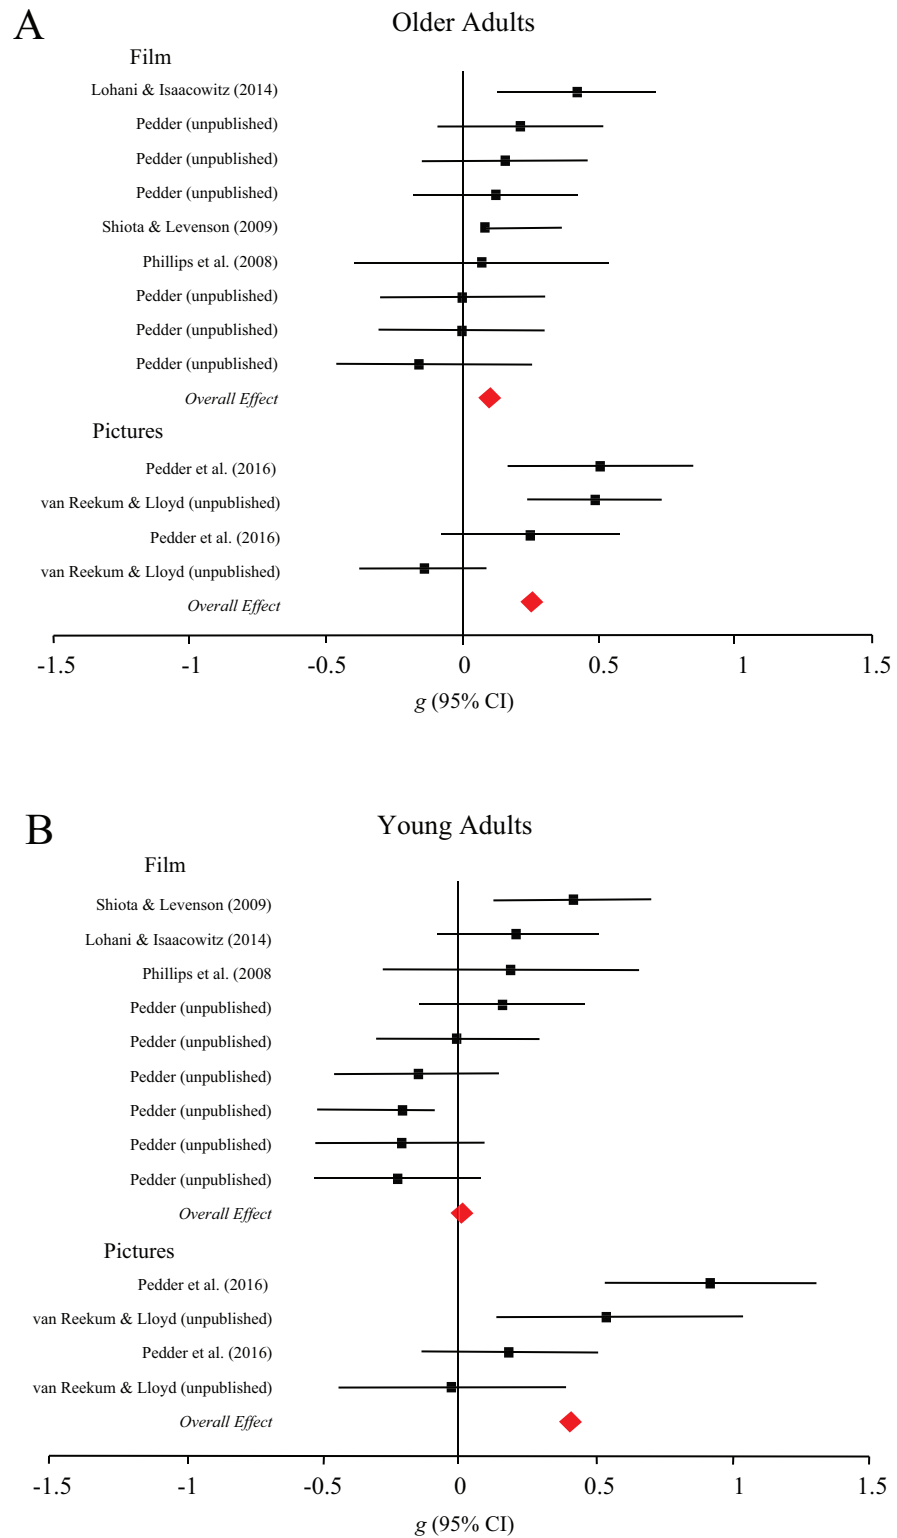 A
Older Adults
Film
Lohani & Isaacowitz (2014)
Pedder (unpublished)
Pedder (unpublished)
Pedder (unpublished)
Shiota & Levenson (2009)
Phillips et al. (2008)
Pedder (unpublished)
Pedder (unpublished)
Pedder (unpublished)
Overall Effect
Pictures
Pedder et al. (2016)
van Reekum & Lloyd (unpublished)
Pedder et al. (2016)
van Reekum & Lloyd (unpublished)
Overall Effect
-1.5 -1 -0.5 0 0.5 1 1.5
g (95% CI)
B
Young Adults
Film
Shiota & Levenson (2009)
Lohani & Isaacowitz (2014)
Phillips et al. (2008
Pedder (unpublished)
Pedder (unpublished)
Pedder (unpublished)
Pedder (unpublished)
Pedder (unpublished)
Pedder (unpublished)
Overall Effect
Pictures
Pedder et al. (2016)
van Reekum & Lloyd (unpublished)
Pedder et al. (2016)
van Reekum & Lloyd (unpublished)
Overall Effect
-1.5 -1 -0.5 0 0.5 1 1.5
g (95% CI)